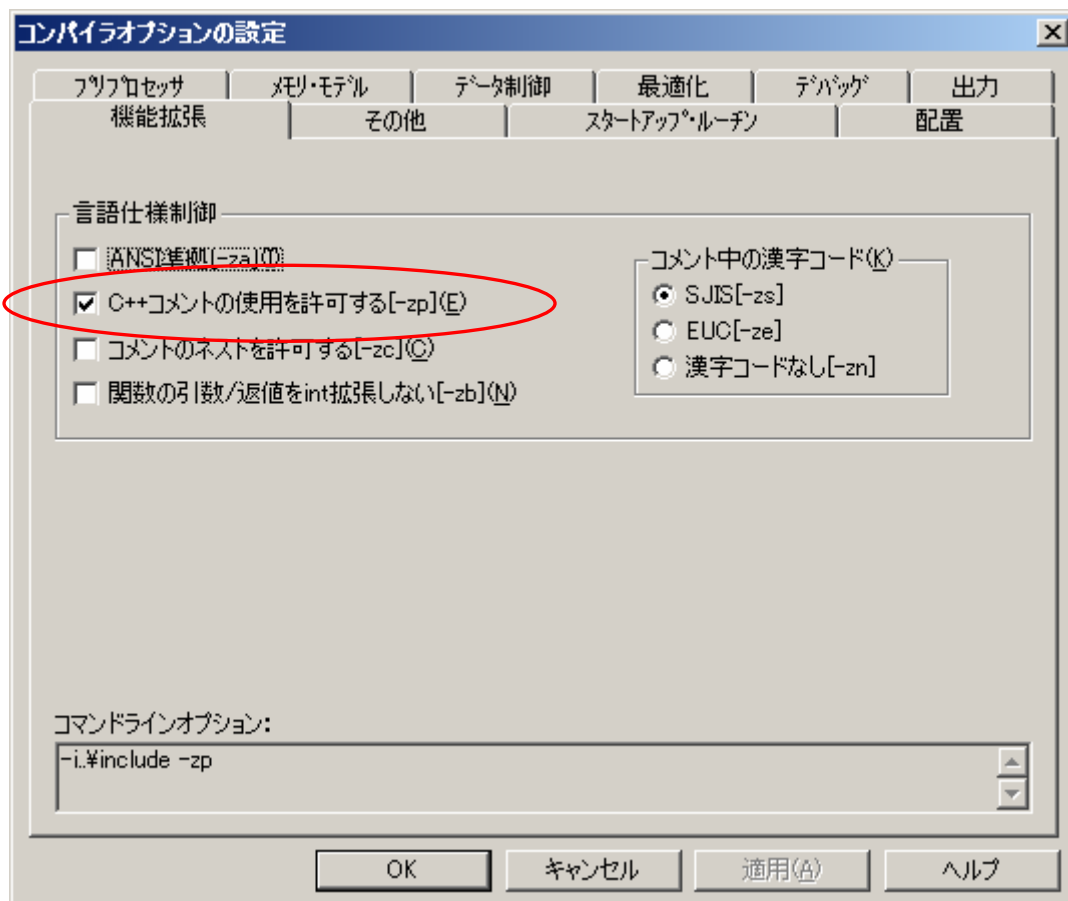 コンパイラオプションの設定
プリプロセッサ メモリ・モデル データ制御 最適化 デバッグ 出力
機能拡張 その他 スタートアップ・ルーチン 配置
言語仕様制御
ANSI準拠[-za](I)
C++コメントの使用を許可する[-zp](E)
コメントのネストを許可する[-zc](C)
関数の引数/返値をint拡張しない[-zb](N)
コメント中の漢字コード(K)
SJIS[-zs]
EUC[-ze]
漢字コードなし[-zn]
コマンドラインオプション:
-i..¥include -zp
OK キャンセル 適用(A) ヘルプ